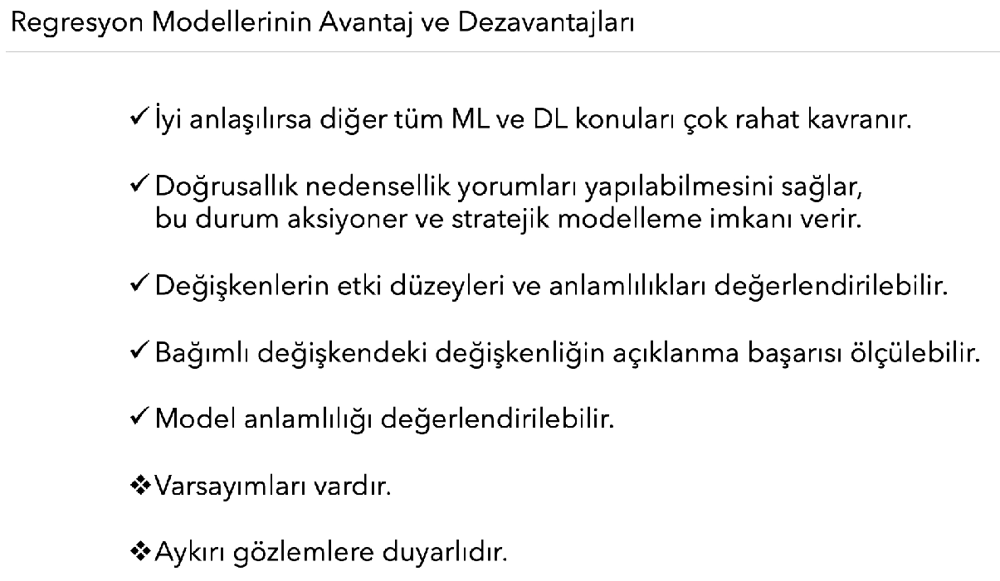 Regresyon Modellerinin Avantaj ve Dezavantajları
✓ İyi anlaşılırsa diğer tüm ML ve DL konuları çok rahat kavranır.
✓ Doğrusallık nedensellik yorumları yapılabilmesini sağlar,
bu durum aksiyoner ve stratejik modelleme imkanı verir.
✓ Değişkenlerin etki düzeyleri ve anlamlılıkları değerlendirilebilir.
✓ Bağımlı değişkendeki değişkenliğin açıklanma başarısı ölçülebilir.
✓ Model anlamlılığı değerlendirilebilir.
❖ Varsayımları vardır.
❖ Aykırı gözlemlere duyarlıdır.